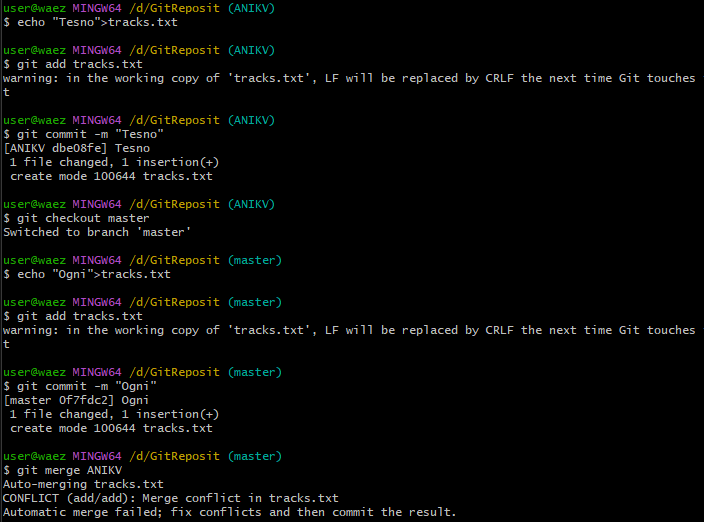 user@waez MINGW64 /d/GitReposit (ANIKV)
$ echo "Tesno">tracks.txt
user@waez MINGW64 /d/GitReposit (ANIKV)
$ git add tracks.txt
warning: in the working copy of 'tracks.txt', LF will be replaced by CRLF the next time Git touches
t
user@waez MINGW64 /d/GitReposit (ANIKV)
$ git commit -m "Tesno"
[ANIKV dbe08fe] Tesno
1 file changed, 1 insertion(+)
create mode 100644 tracks.txt
user@waez MINGW64 /d/GitReposit (ANIKV)
$ git checkout master
Switched to branch 'master'
user@waez MINGW64 /d/GitReposit (master)
$ echo "Ogni">tracks.txt
user@waez MINGW64 /d/GitReposit (master)
$ git add tracks.txt
warning: in the working copy of 'tracks.txt', LF will be replaced by CRLF the next time Git touches
t
user@waez MINGW64 /d/GitReposit (master)
$ git commit -m "Ogni"
[master 0f7fdc2] Ogni
1 file changed, 1 insertion(+)
create mode 100644 tracks.txt
user@waez MINGW64 /d/GitReposit (master)
$ git merge ANIKV
Auto-merging tracks.txt
CONFLICT (add/add): Merge conflict in tracks.txt
Automatic merge failed; fix conflicts and then commit the result.